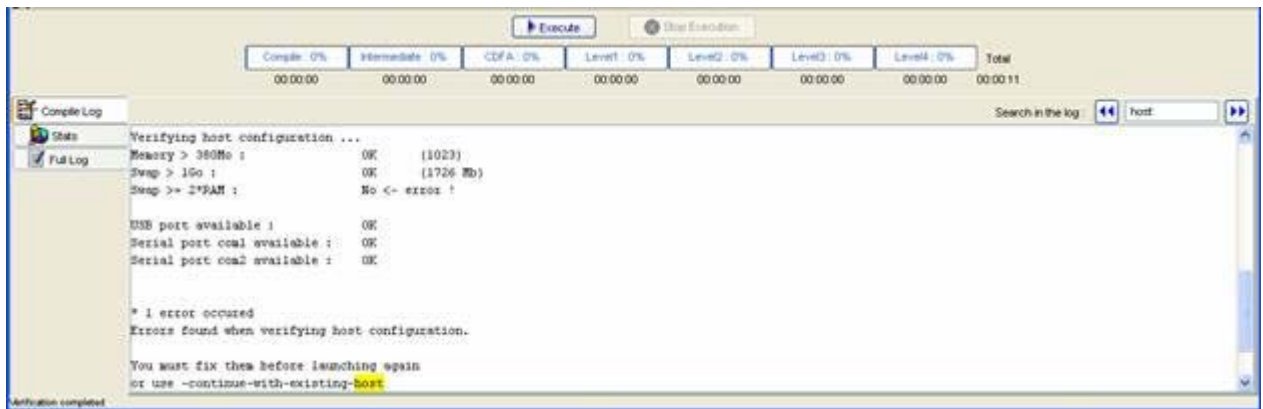 Execute Stop Execution
Compile : 0% Intermediate : 0% CDFA : 0% Level1 : 0% Level2 : 0% Level3 : 0% Level4 : 0% Total
00:00:00 00:00:00 00:00:00 00:00:00 00:00:00 00:00:00 00:00:00 00:00:11
Compile Log Search in the log : host
Stats
Full Log
Verifying host configuration ...
Memory > 380Mo : OK (1023)
Swap > 1Go : OK (1726 Mb)
Swap >= 2*RAM : No <- error !
USB port available : OK
Serial port com1 available : OK
Serial port com2 available : OK
* 1 error occured
Errors found when verifying host configuration.
You must fix them before launching again
or use -continue-with-existing-host
Verification completed